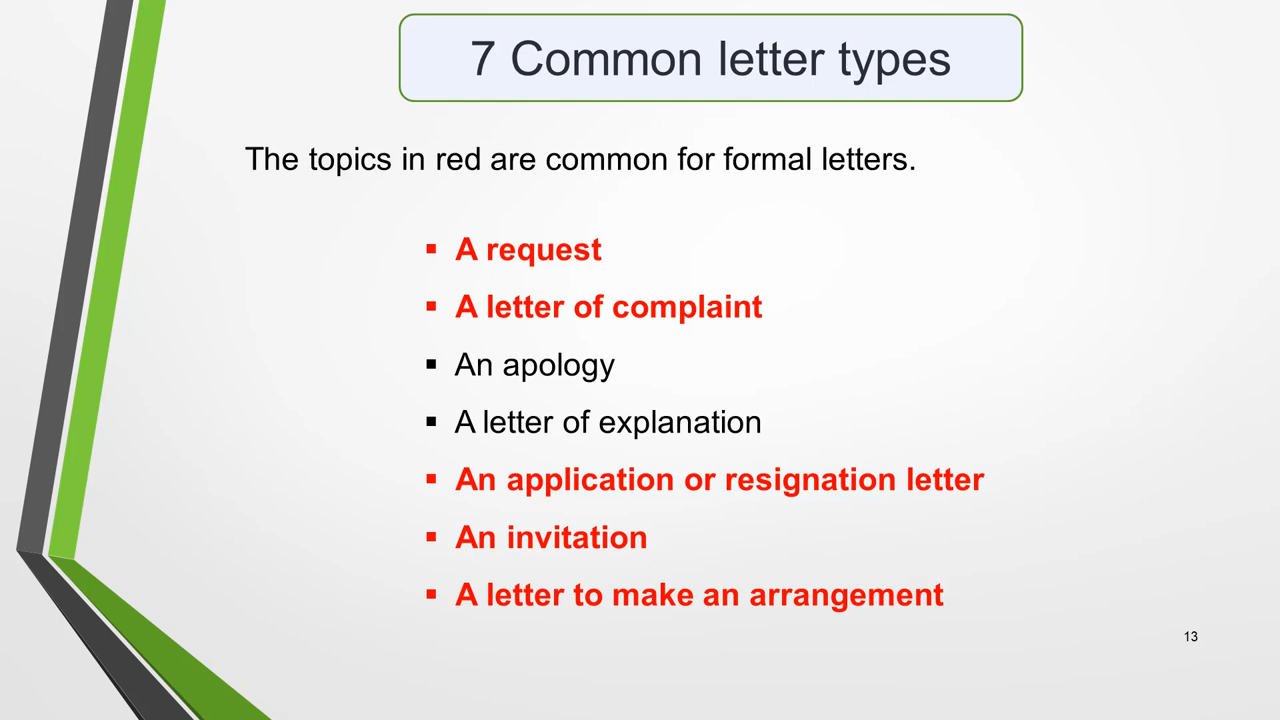 7 Common letter types
The topics in red are common for formal letters.
▪ A request
▪ A letter of complaint
▪ An apology
▪ A letter of explanation
▪ An application or resignation letter
▪ An invitation
▪ A letter to make an arrangement
13